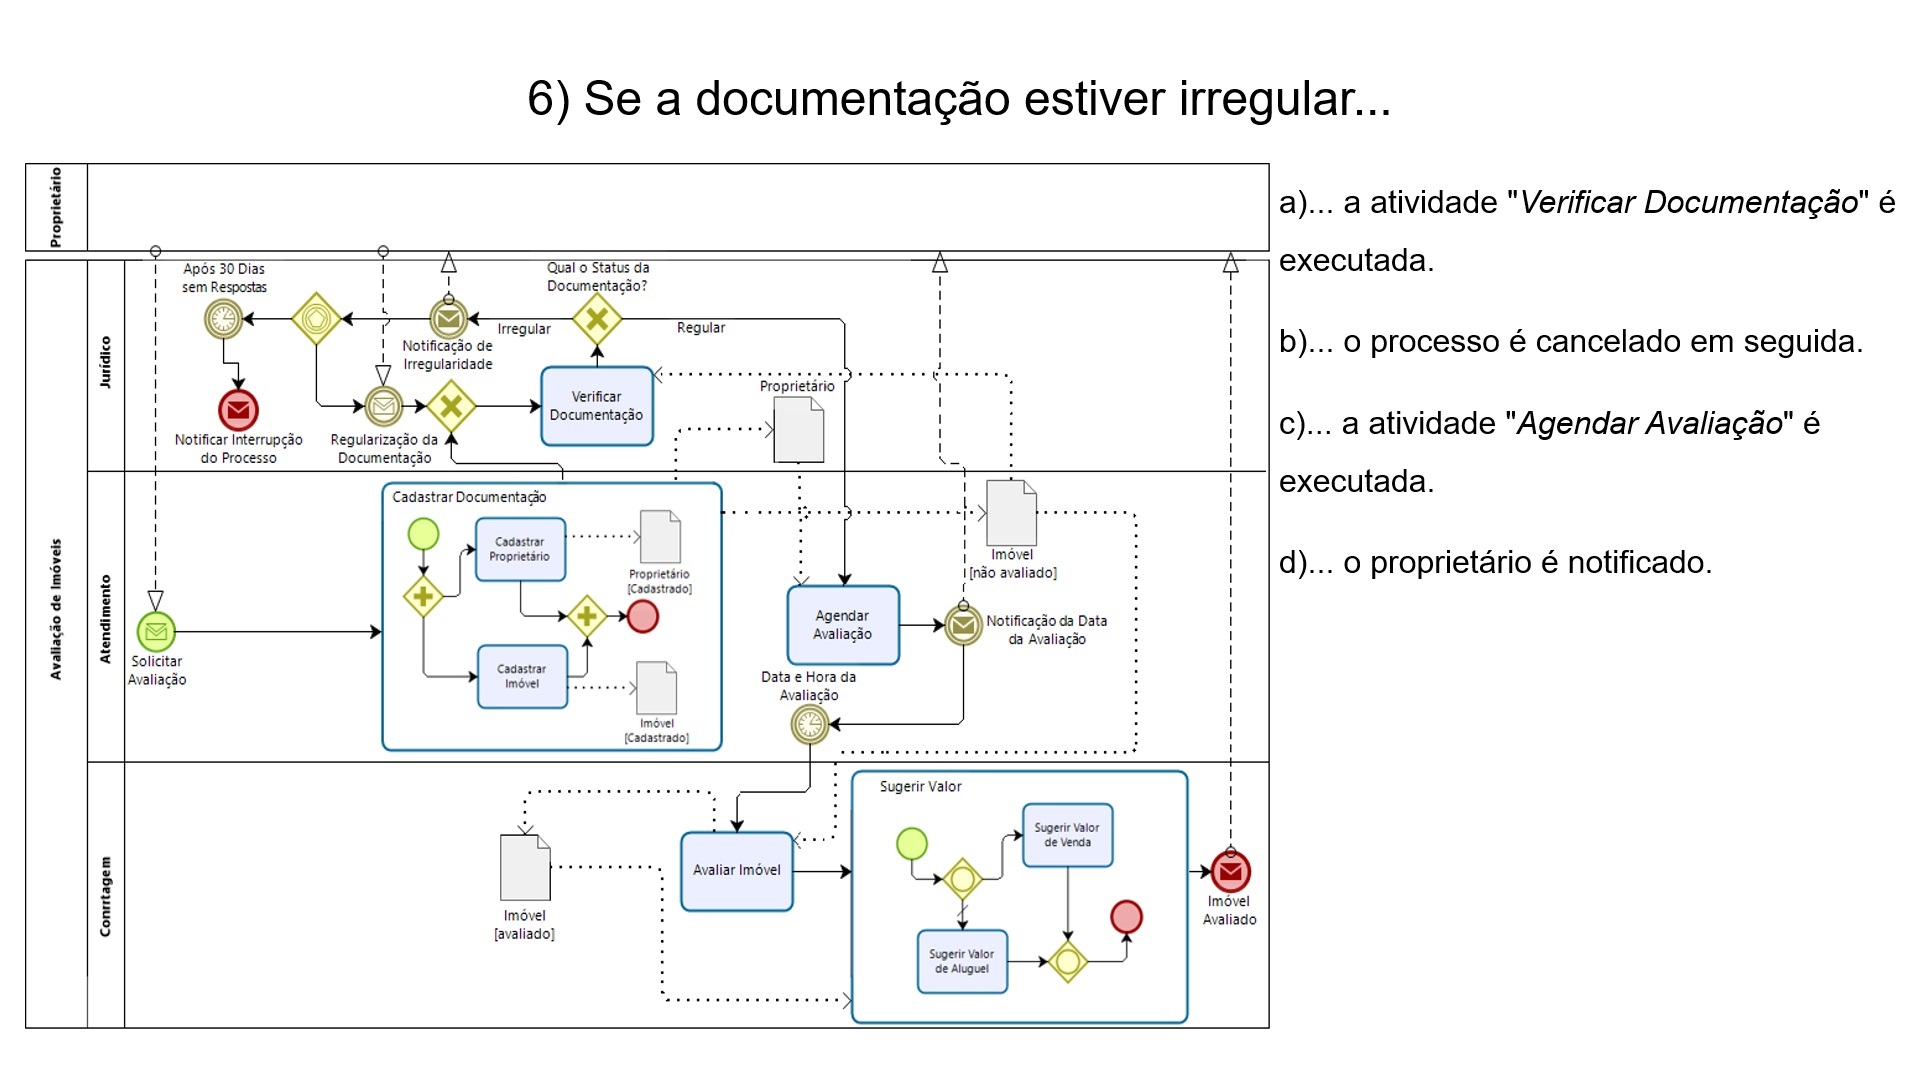 6) Se a documentação estiver irregular...
Proprietário
Avaliação de Imóveis
Jurídico
Após 30 Dias
sem Respostas
Qual o Status da
Documentação?
Irregular
Regular
Notificação de
Irregularidade
Verificar
Documentação
Proprietário
Notificar Interrupção
do Processo
Regularização da
Documentação
Atendimento
Cadastrar Documentação
Cadastrar
Proprietário
Proprietário
[Cadastrado]
Cadastrar
Imóvel
Imóvel
[Cadastrado]
Solicitar
Avaliação
Imóvel
[não avaliado]
Agendar
Avaliação
Notificação da Data
da Avaliação
Data e Hora da
Avaliação
Conrtagem
Sugerir Valor
Sugerir Valor
de Venda
Avaliar Imóvel
Imóvel
[avaliado]
Sugerir Valor
de Aluguel
Imóvel
Avaliado
a)... a atividade "Verificar Documentação" é
executada.
b)... o processo é cancelado em seguida.
c)... a atividade "Agendar Avaliação" é
executada.
d)... o proprietário é notificado.